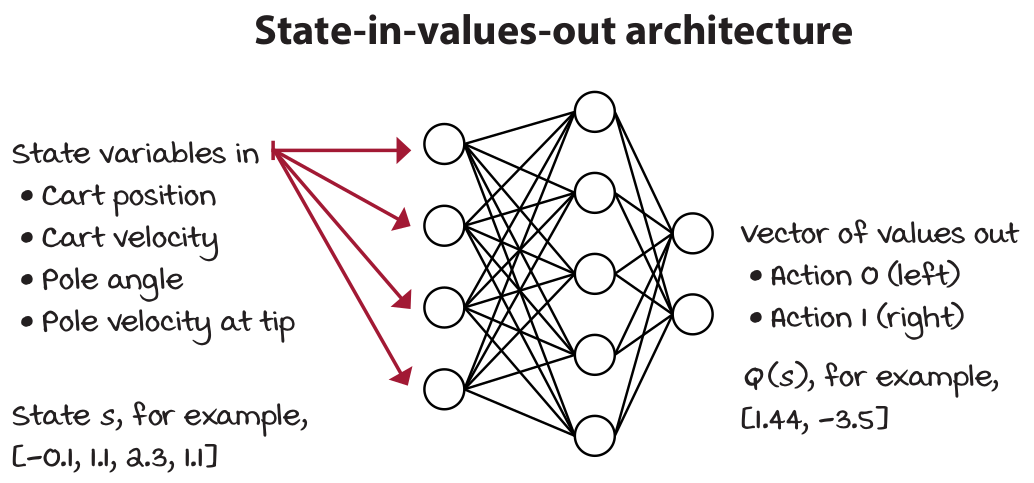 State-in-values-out architecture
State variables in
• Cart position
• Cart velocity
• Pole angle
• Pole velocity at tip
State s, for example,
[-0.1, 1.1, 2.3, 1.1]
Vector of values out
• Action 0 (left)
• Action 1 (right)
Q(s), for example,
[1.44, -3.5]